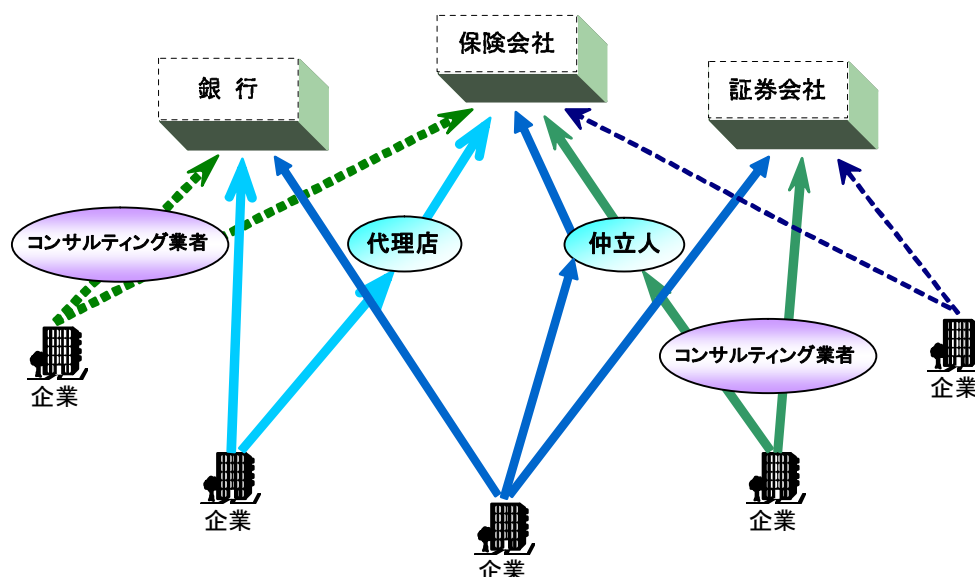 保険会社
銀 行
証券会社
コンサルティング業者
代理店
仲立人
コンサルティング業者
企業
企業
企業
企業
企業